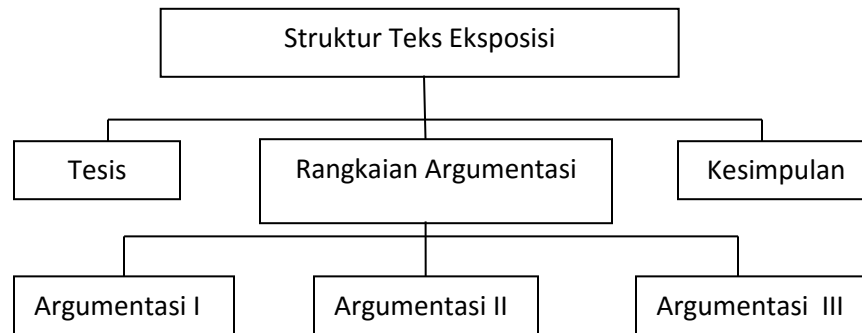 Struktur Teks Eksposisi
Tesis
Rangkaian Argumentasi
Kesimpulan
Argumentasi I
Argumentasi II
Argumentasi III